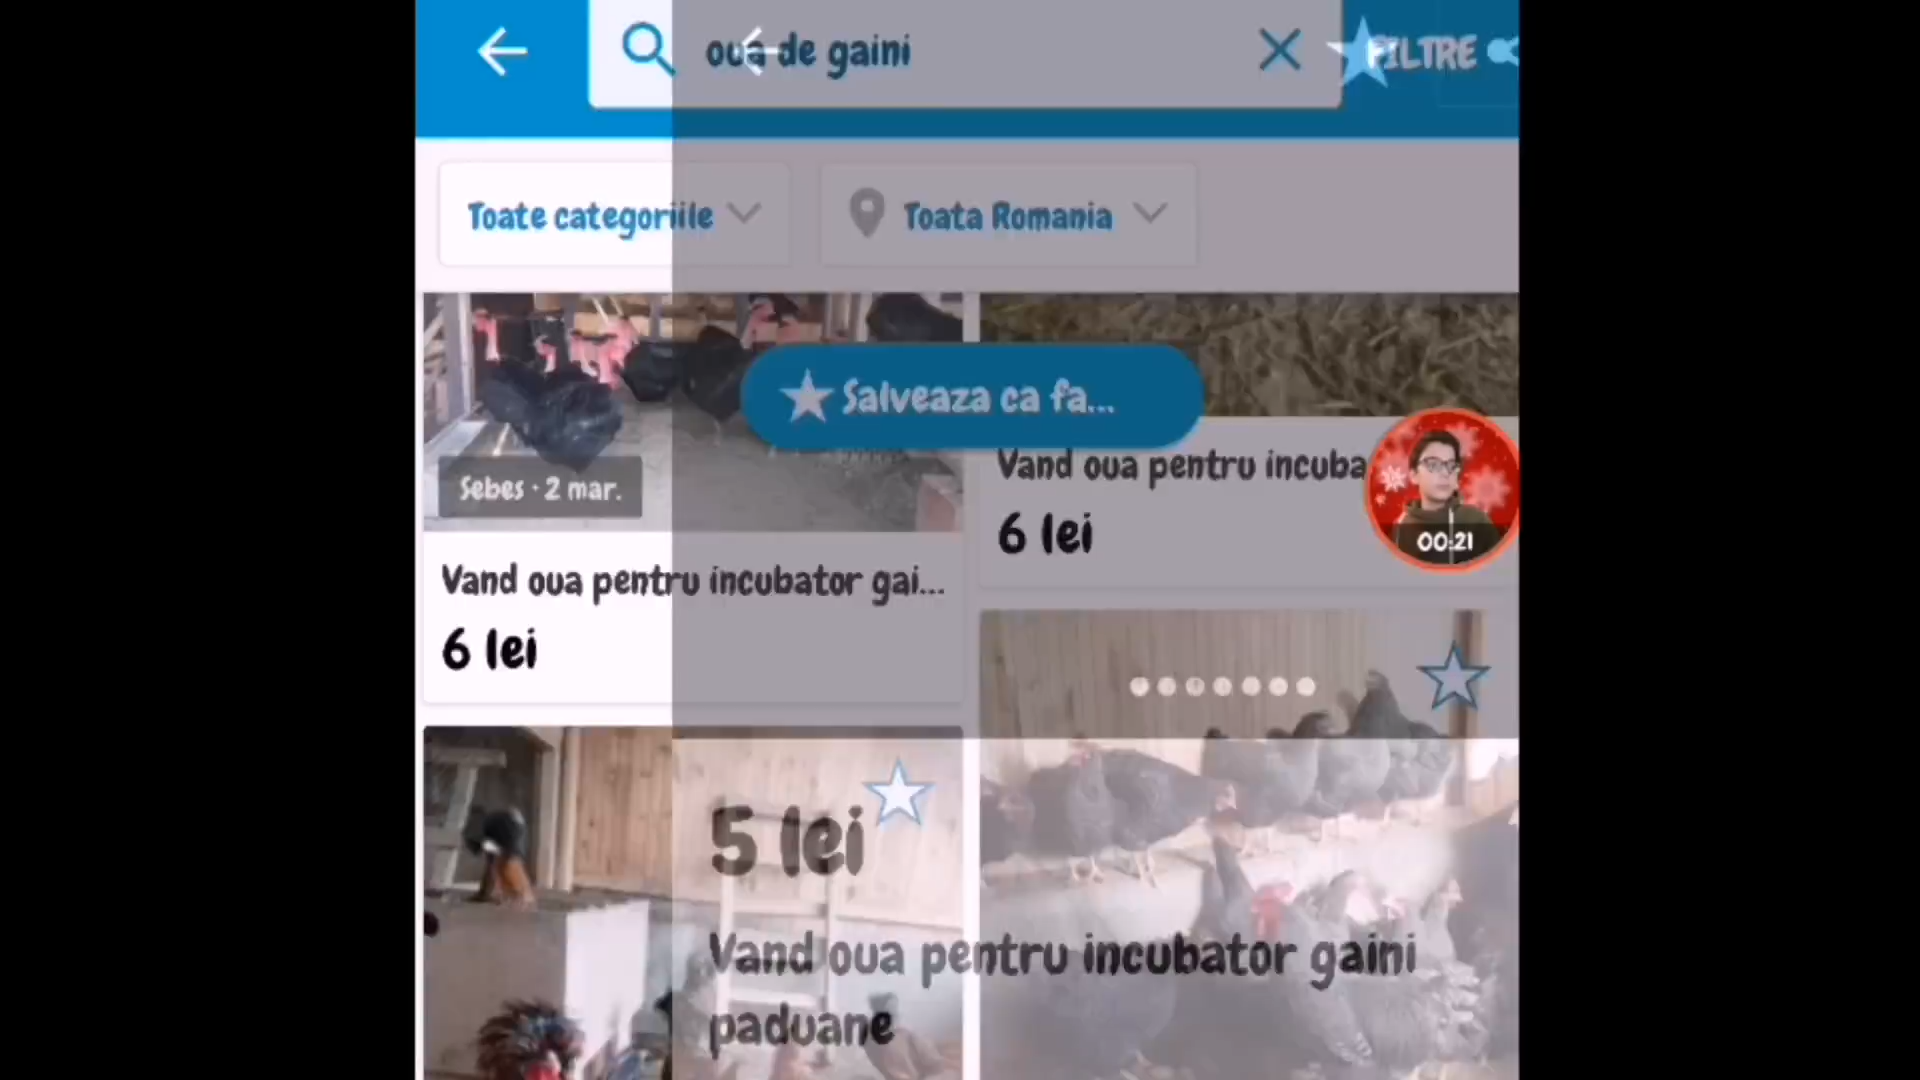 oua de gaini
FILTRE
Toate categoriile
Toata Romania
Salveaza ca fa...
Sebes · 2 mar.
Vand oua pentru incuba
6 lei
00:21
Vand oua pentru incubator gai...
6 lei
5 lei
Vand oua pentru incubator gaini
paduane